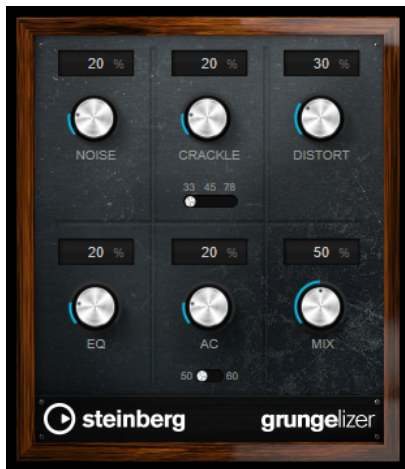 20 % 20 % 30 %
NOISE CRACKLE DISTORT
33 45 78
20 % 20 % 50 %
EQ AC MIX
50 60
steinberg grungelizer